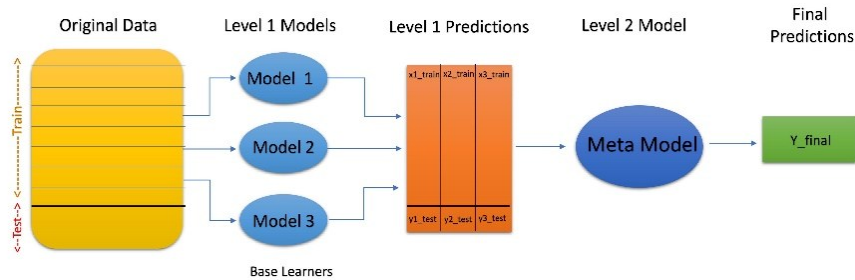 Original Data
Level 1 Models
Level 1 Predictions
Level 2 Model
Final
Predictions
<--Test--> <--------------Train--------->
Model 1
Model 2
Model 3
Base Learners
x1_train x2_train x3_train
y1_test y2_test y3_test
Meta Model
Y_final